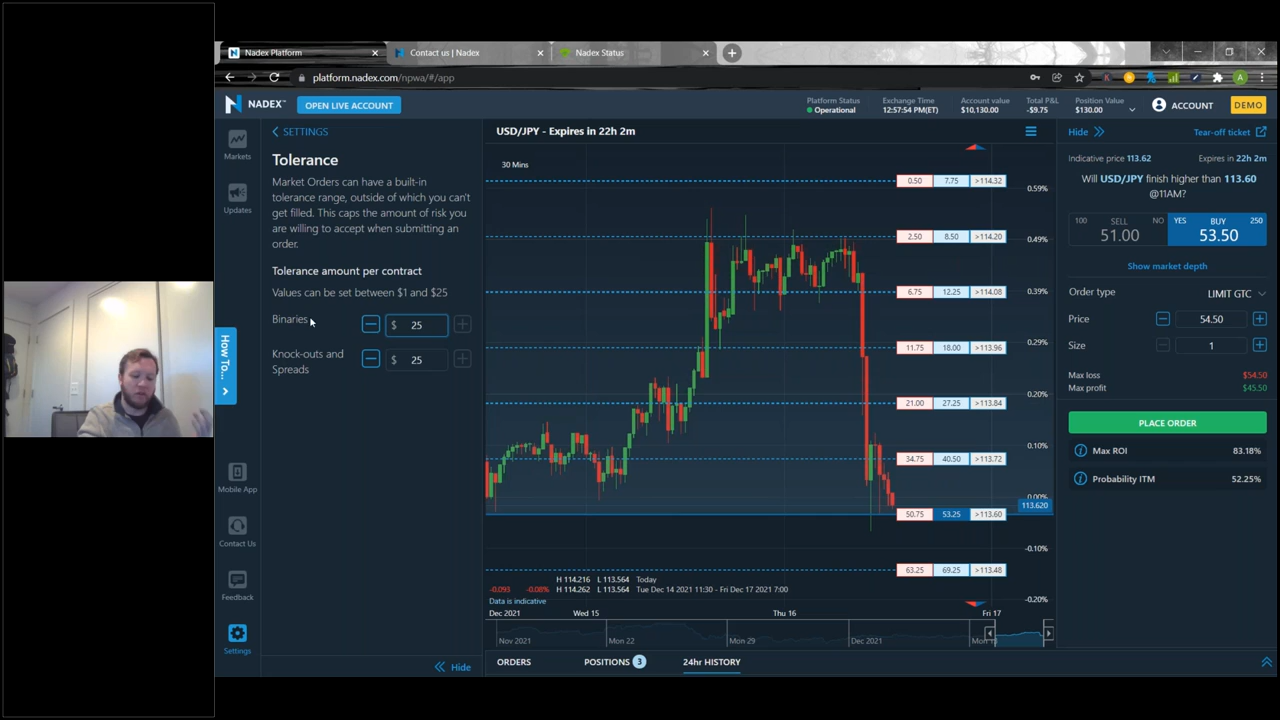 Nadex Platform
Contact us | Nadex
Nadex Status
platform.nadex.com/npwa/#/app
NADEX
OPEN LIVE ACCOUNT
Platform Status
Operational
Exchange Time
12:57:54 PM(ET)
Account value
$10,130.00
Total P&L
-$9.75
Position Value
$130.00
ACCOUNT
DEMO
Markets
Updates
How To...
Mobile App
Contact Us
Feedback
Settings
SETTINGS
Tolerance
Market Orders can have a built-in
tolerance range, outside of which you can't
get filled. This caps the amount of risk you
are willing to accept when submitting an
order.
Tolerance amount per contract
Values can be set between $1 and $25
Binaries
$ 25
Knock-outs and
Spreads
$ 25
Hide
USD/JPY - Expires in 22h 2m
30 Mins
0.50 7.75 >114.32
2.50 8.50 >114.20
6.75 12.25 >114.08
11.75 18.00 >113.96
21.00 27.25 >113.84
34.75 40.50 >113.72
50.75 53.25 >113.60
63.25 69.25 >113.48
0.59%
0.49%
0.39%
0.29%
0.20%
0.10%
0.00%
113.620
-0.10%
-0.20%
H 114.216 L 113.564 Today
-0.093 -0.08% H 114.262 L 113.564 Tue Dec 14 2021 11:30 - Fri Dec 17 2021 7:00
Data is indicative
Dec 2021 Wed 15 Thu 16 Fri 17
Nov 2021 Mon 22 Mon 29 Dec 2021 Mon
ORDERS
POSITIONS 3
24hr HISTORY
Hide
Tear-off ticket
Indicative price 113.62
Expires in 22h 2m
Will USD/JPY finish higher than 113.60
@11AM?
100 SELL NO
51.00
YES BUY 250
53.50
Show market depth
Order type
LIMIT GTC
Price
54.50
Size
1
Max loss
$54.50
Max profit
$45.50
PLACE ORDER
Max ROI
83.18%
Probability ITM
52.25%